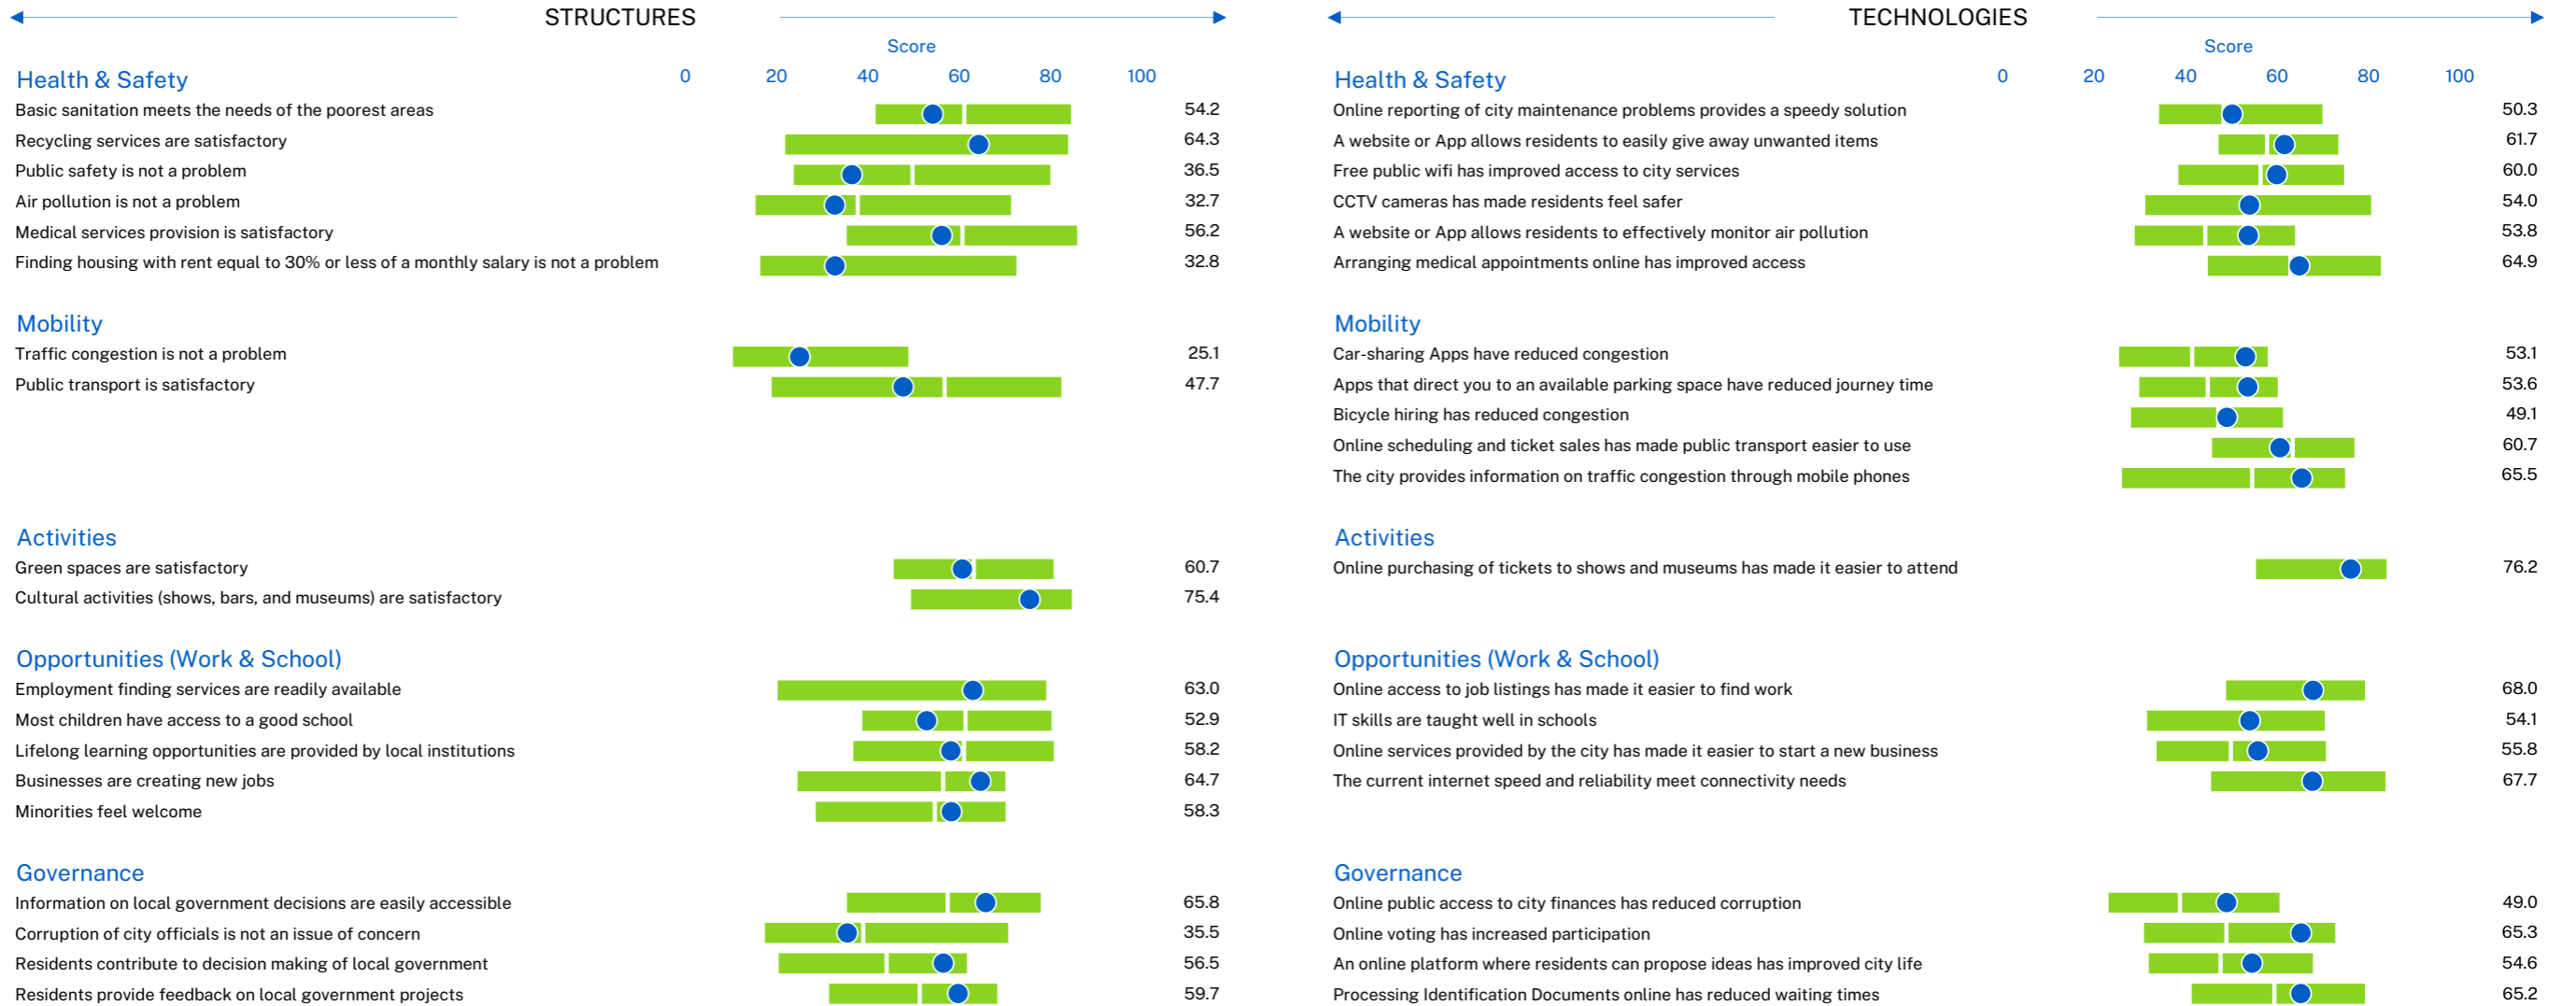 STRUCTURES
Score
Health & Safety 0 20 40 60 80 100
Basic sanitation meets the needs of the poorest areas 54.2
Recycling services are satisfactory 64.3
Public safety is not a problem 36.5
Air pollution is not a problem 32.7
Medical services provision is satisfactory 56.2
Finding housing with rent equal to 30% or less of a monthly salary is not a problem 32.8
Mobility
Traffic congestion is not a problem 25.1
Public transport is satisfactory 47.7
Activities
Green spaces are satisfactory 60.7
Cultural activities (shows, bars, and museums) are satisfactory 75.4
Opportunities (Work & School)
Employment finding services are readily available 63.0
Most children have access to a good school 52.9
Lifelong learning opportunities are provided by local institutions 58.2
Businesses are creating new jobs 64.7
Minorities feel welcome 58.3
Governance
Information on local government decisions are easily accessible 65.8
Corruption of city officials is not an issue of concern 35.5
Residents contribute to decision making of local government 56.5
Residents provide feedback on local government projects 59.7
TECHNOLOGIES
Score
Health & Safety 0 20 40 60 80 100
Online reporting of city maintenance problems provides a speedy solution 50.3
A website or App allows residents to easily give away unwanted items 61.7
Free public wifi has improved access to city services 60.0
CCTV cameras has made residents feel safer 54.0
A website or App allows residents to effectively monitor air pollution 53.8
Arranging medical appointments online has improved access 64.9
Mobility
Car-sharing Apps have reduced congestion 53.1
Apps that direct you to an available parking space have reduced journey time 53.6
Bicycle hiring has reduced congestion 49.1
Online scheduling and ticket sales has made public transport easier to use 60.7
The city provides information on traffic congestion through mobile phones 65.5
Activities
Online purchasing of tickets to shows and museums has made it easier to attend 76.2
Opportunities (Work & School)
Online access to job listings has made it easier to find work 68.0
IT skills are taught well in schools 54.1
Online services provided by the city has made it easier to start a new business 55.8
The current internet speed and reliability meet connectivity needs 67.7
Governance
Online public access to city finances has reduced corruption 49.0
Online voting has increased participation 65.3
An online platform where residents can propose ideas has improved city life 54.6
Processing Identification Documents online has reduced waiting times 65.2